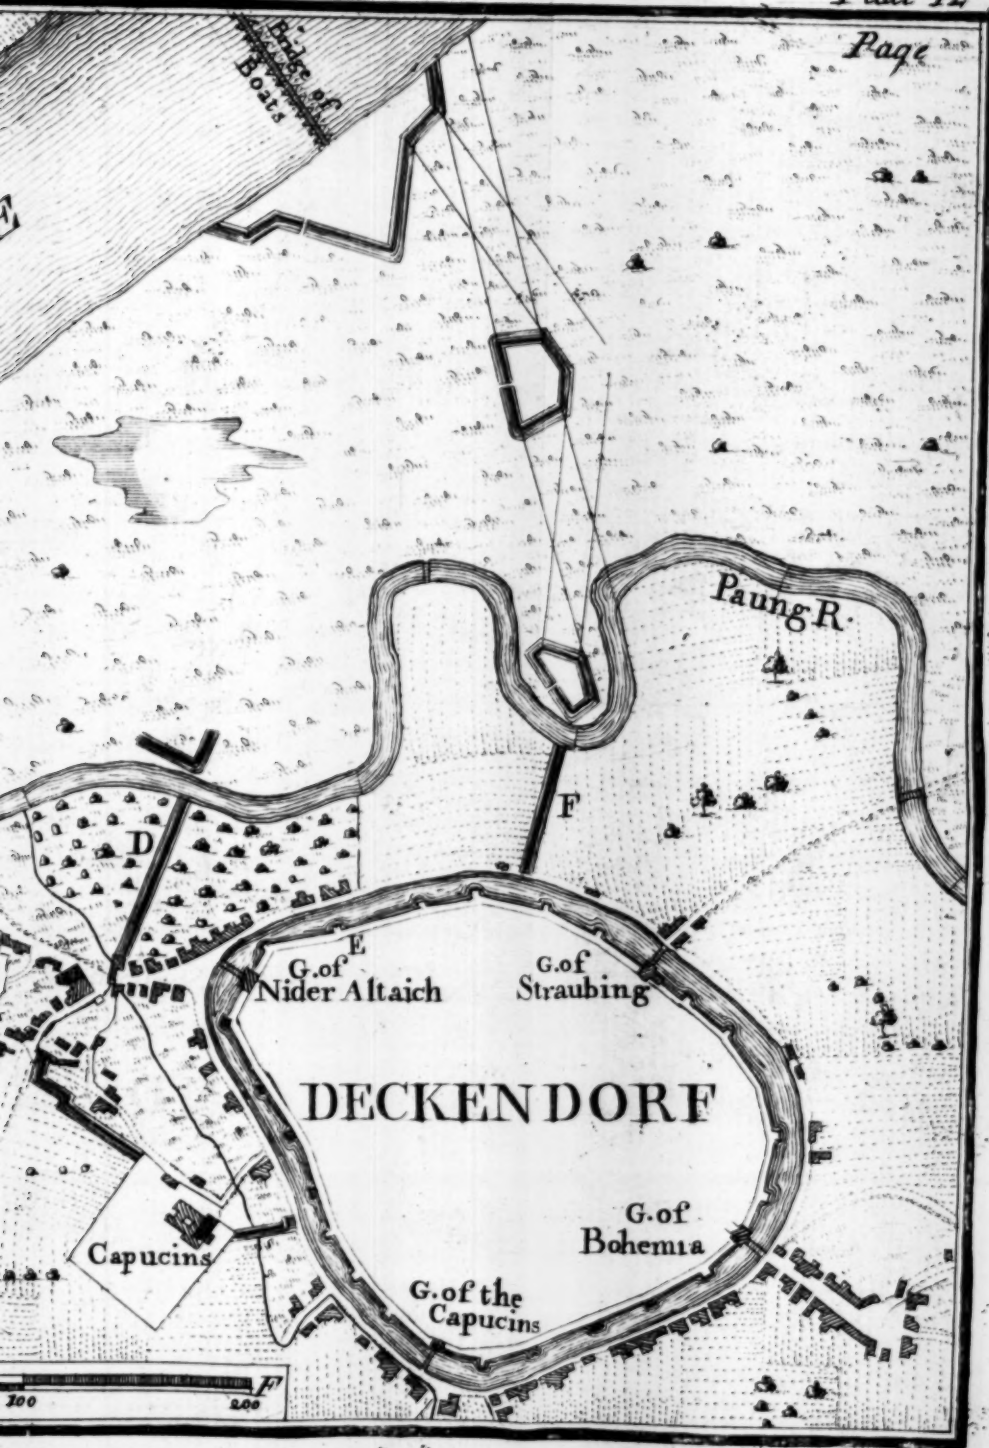 Page
Bridge of
Boats
E
Paung R.
D
F
E
G. of
Nider Altaich
G. of
Straubing
DECKENDORF
G. of
Bohemia
Capucins
G. of the
Capucins
100
200
F